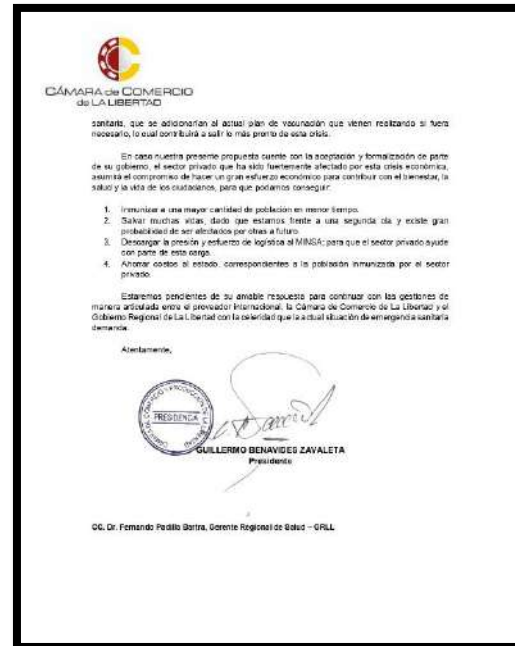 CÁMARA DE COMERCIO
de LA LIBERTAD
sanitaria, que se adicionarían al actual plan de vacunación que vienen realizando si fuera
necesario, lo cual contribuirá a salir lo más pronto de esta crisis.
En caso nuestra presente propuesta cuente con la aceptación y formalización de parte
de su gobierno, el sector privado que ha sido fuertemente afectado por esta crisis económica,
asumirá el compromiso de hacer un gran esfuerzo económico para contribuir con el bienestar, la
salud y la vida de los ciudadanos, para que podamos conseguir:
1. Inmunizar a una mayor cantidad de población en menor tiempo.
2. Salvar muchas vidas, dado que estamos frente a una segunda ola y existe gran
probabilidad de ser afectados por otras a futuro.
3. Descargar la presión y esfuerzo de logística al MINSA; para que el sector privado ayude
con parte de esta carga.
4. Ahorrar costos al estado, correspondientes a la población inmunizada por el sector
privado.
Estaremos pendientes de su amable respuesta para continuar con las gestiones de
manera articulada entre el proveedor internacional, la Cámara de Comercio de La Libertad y el
Gobierno Regional de La Libertad con la celeridad que la actual situación de emergencia sanitaria
demanda.
Atentamente,
CAMARA DE COMERCIO Y PRODUCCION DE LA LIBERTAD
PRESIDENCIA
GUILLERMO BENAVIDES ZAVALETA
Presidente
CC. Dr. Fernando Padilla Bartra, Gerente Regional de Salud – GRLL